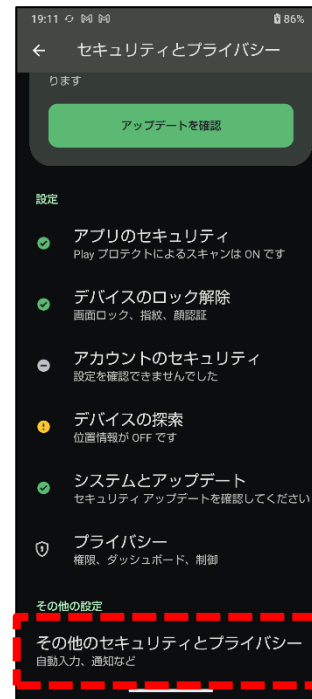 19:11 86%
セキュリティとプライバシー
ります
アップデートを確認
設定
アプリのセキュリティ
Play プロテクトによるスキャンは ON です
デバイスのロック解除
画面ロック、指紋、顔認証
アカウントのセキュリティ
設定を確認できませんでした
デバイスの探索
位置情報が OFF です
システムとアップデート
セキュリティ アップデートを確認してください
プライバシー
権限、ダッシュボード、制御
その他の設定
その他のセキュリティとプライバシー
自動入力、通知など